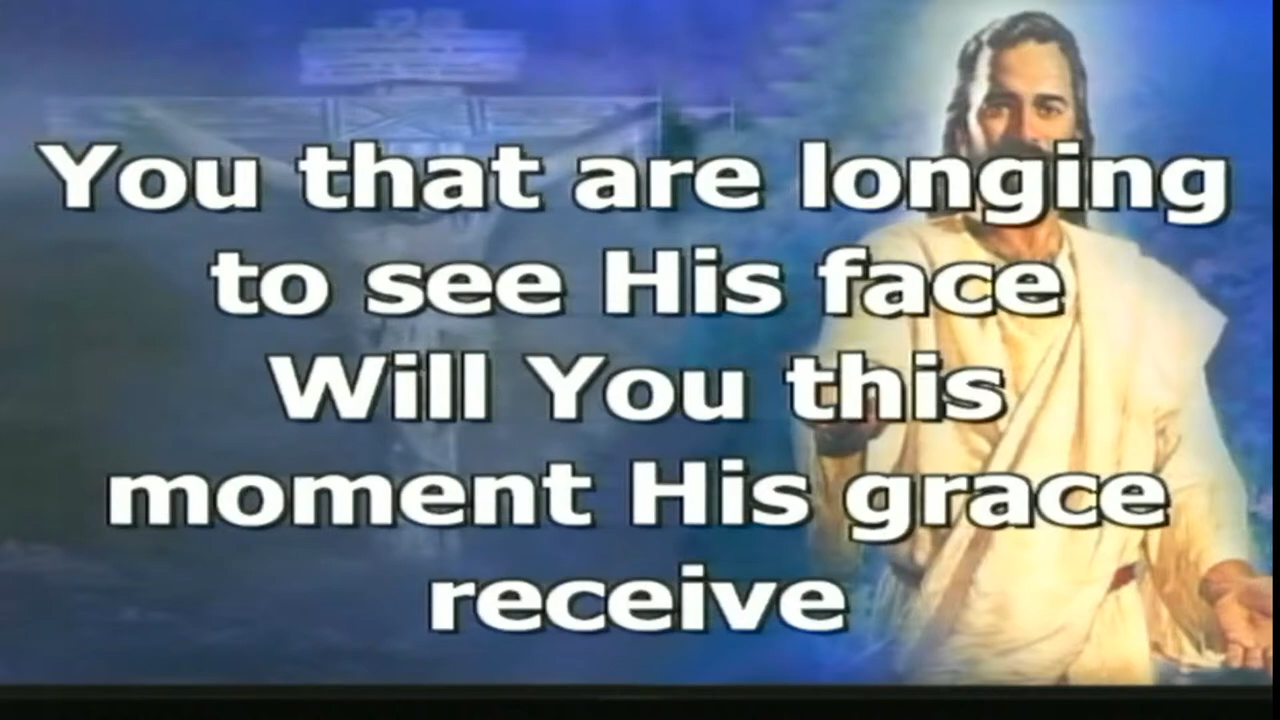 You that are longing
to see His face
Will You this
moment His grace
receive